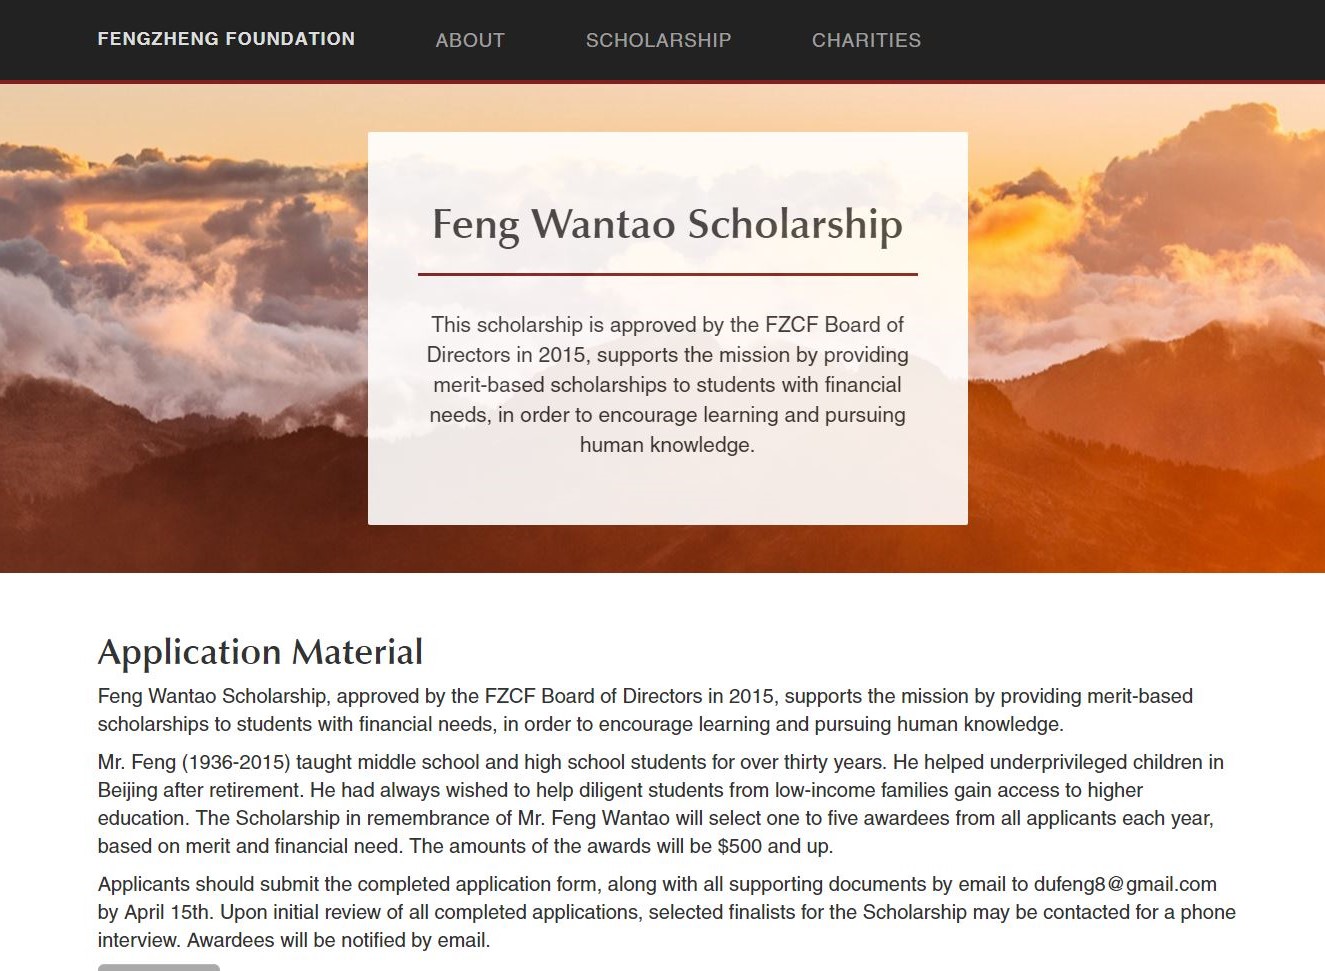 FENGZHENG FOUNDATION ABOUT SCHOLARSHIP CHARITIES
Feng Wantao Scholarship
This scholarship is approved by the FZCF Board of
Directors in 2015, supports the mission by providing
merit-based scholarships to students with financial
needs, in order to encourage learning and pursuing
human knowledge.
Application Material
Feng Wantao Scholarship, approved by the FZCF Board of Directors in 2015, supports the mission by providing merit-based
scholarships to students with financial needs, in order to encourage learning and pursuing human knowledge.
Mr. Feng (1936-2015) taught middle school and high school students for over thirty years. He helped underprivileged children in
Beijing after retirement. He had always wished to help diligent students from low-income families gain access to higher
education. The Scholarship in remembrance of Mr. Feng Wantao will select one to five awardees from all applicants each year,
based on merit and financial need. The amounts of the awards will be $500 and up.
Applicants should submit the completed application form, along with all supporting documents by email to dufeng8@gmail.com
by April 15th. Upon initial review of all completed applications, selected finalists for the Scholarship may be contacted for a phone
interview. Awardees will be notified by email.